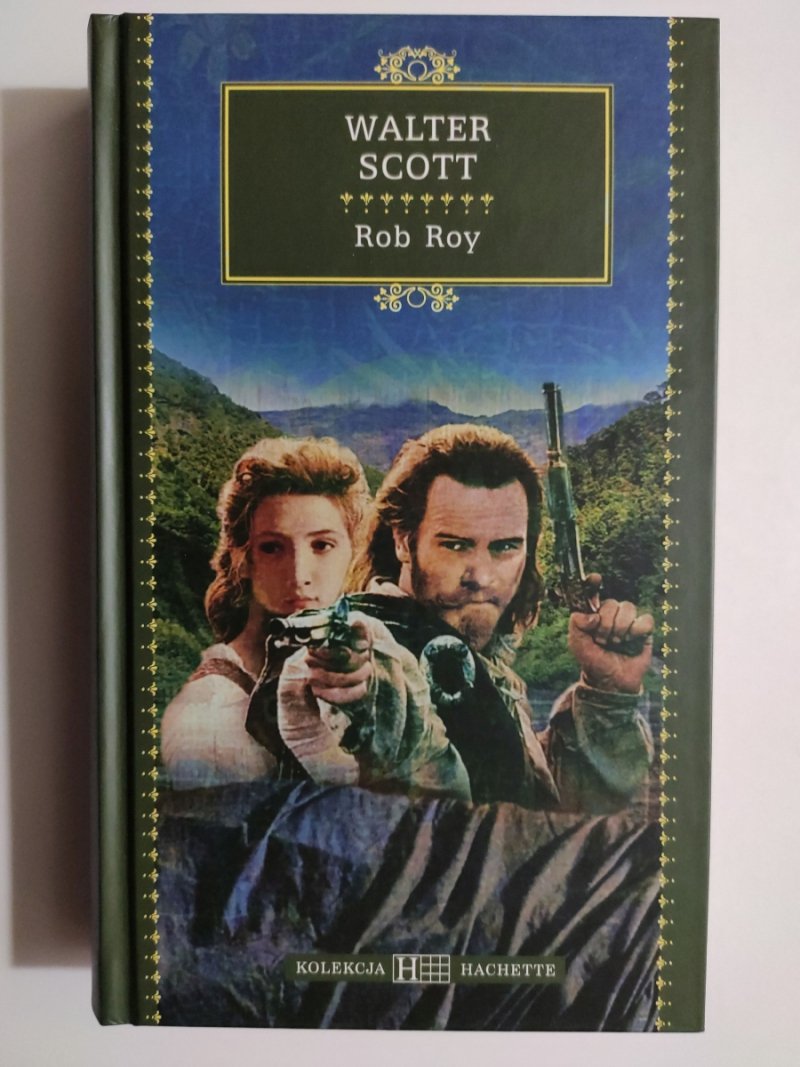 WALTER
SCOTT
Rob Roy
KOLEKCJA H HACHETTE